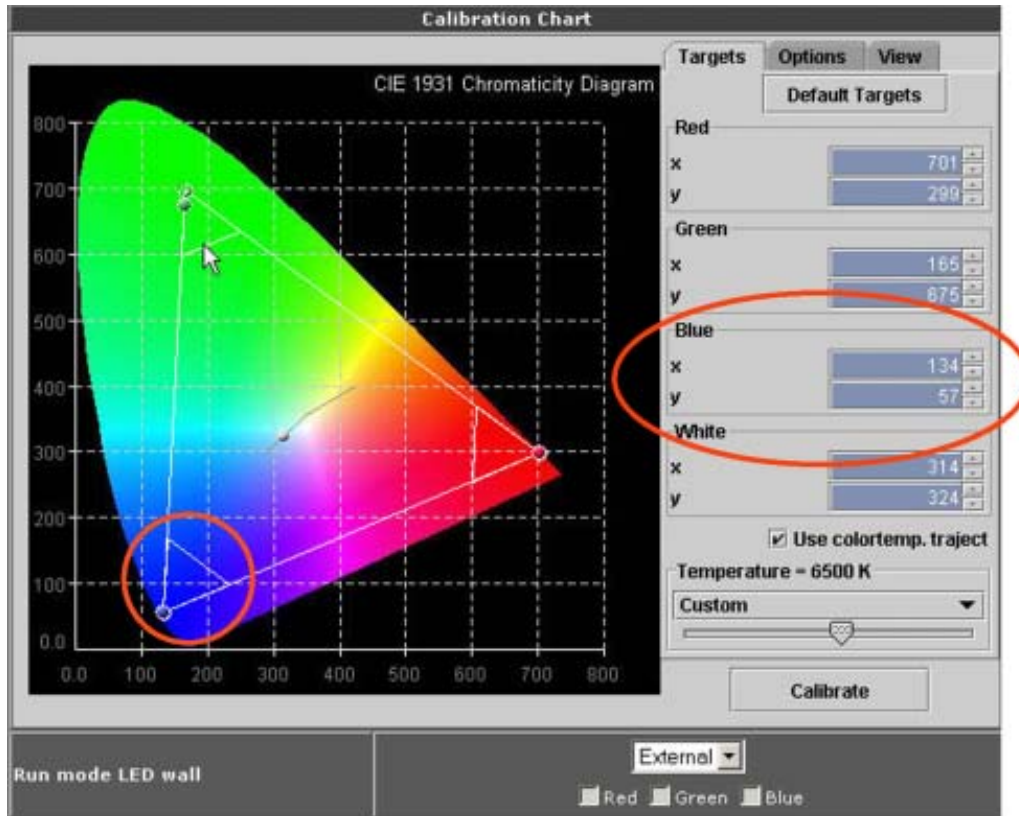 Calibration Chart
CIE 1931 Chromaticity Diagram
800
700
600
500
400
300
200
100
0.0
0.0 100 200 300 400 500 600 700 800
Targets Options View
Default Targets
Red
x 701
y 299
Green
x 165
y 675
Blue
x 134
y 57
White
x 314
y 324
Use colortemp. traject
Temperature = 6500 K
Custom
Calibrate
Run mode LED wall
External
Red Green Blue